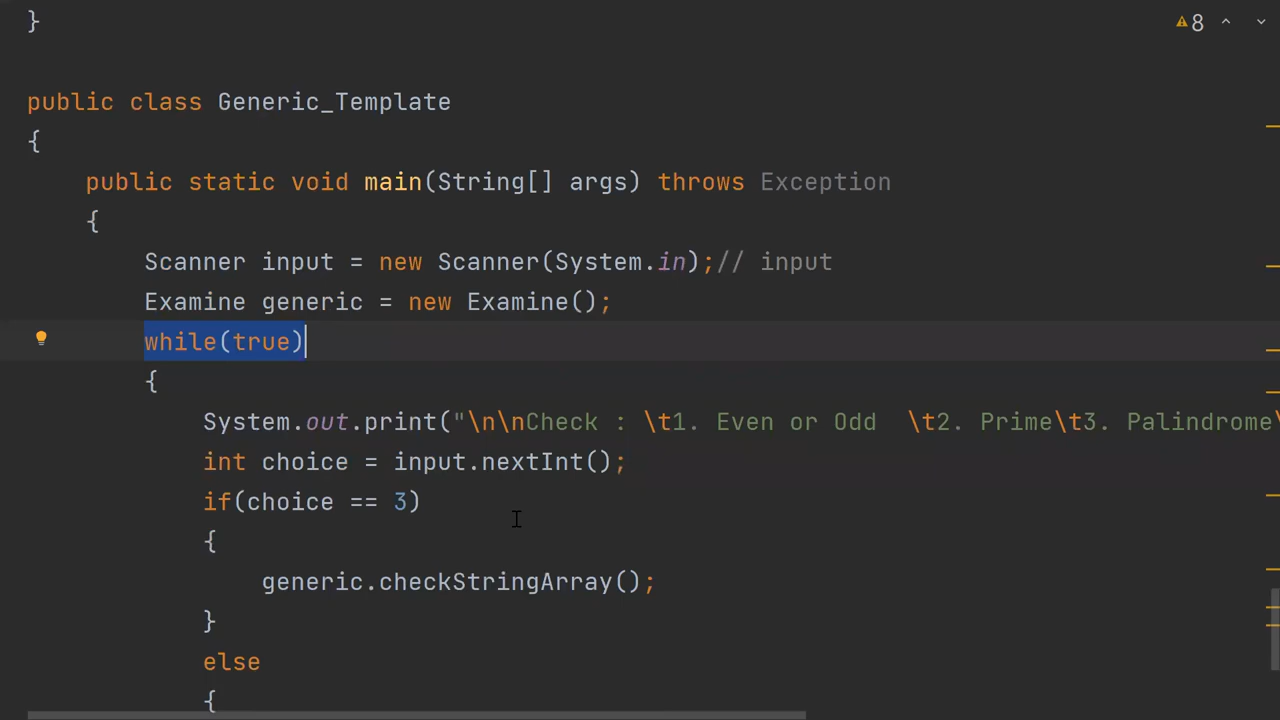 }
8
public class Generic_Template
{
public static void main(String[] args) throws Exception
{
Scanner input = new Scanner(System.in);// input
Examine generic = new Examine();
while(true)
{
System.out.print("\n\nCheck : \t1. Even or Odd  \t2. Prime\t3. Palindrome\
int choice = input.nextInt();
if(choice == 3)
{
generic.checkStringArray();
}
else
{